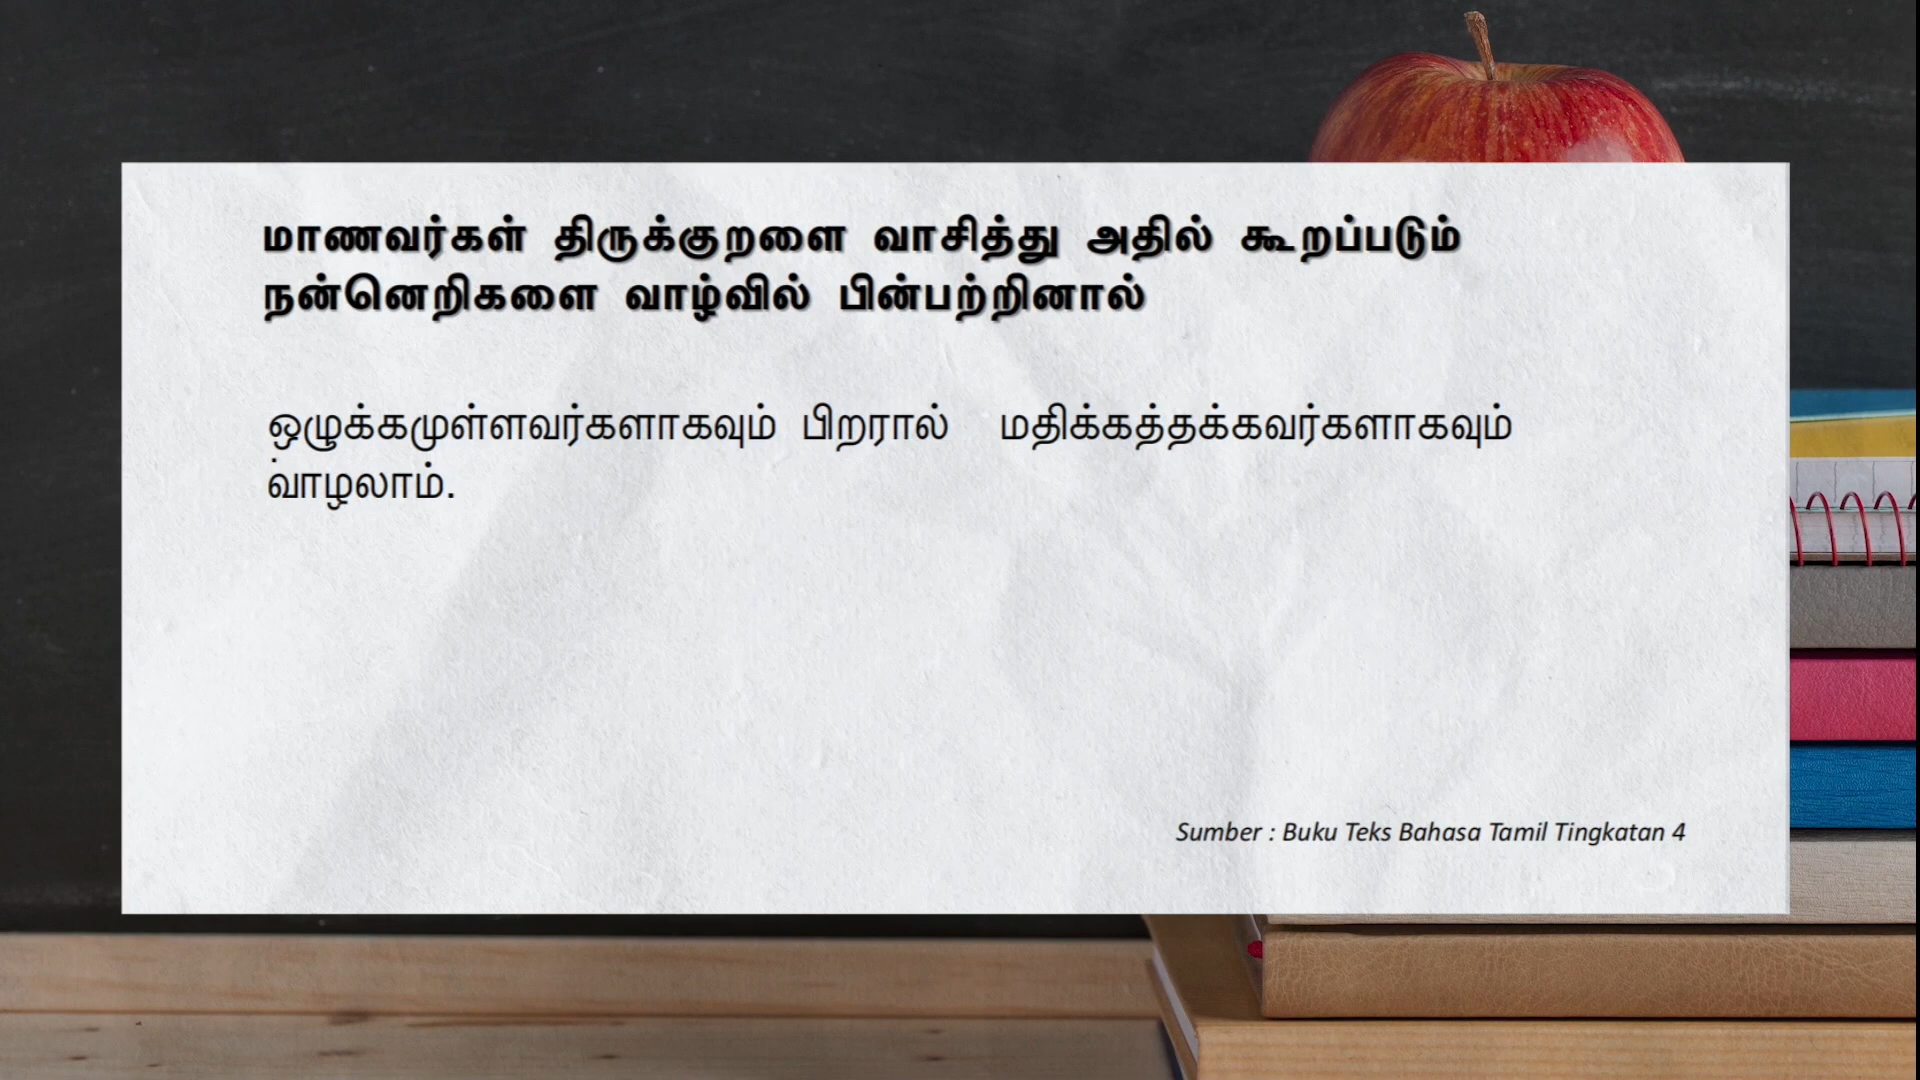 மாணவர்கள் திருக்குறளை வாசித்து அதில் கூறப்படும்
நன்னெறிகளை வாழ்வில் பின்பற்றினால்
ஒழுக்கமுள்ளவர்களாகவும் பிறரால் மதிக்கத்தக்கவர்களாகவும்
வாழலாம்.
Sumber : Buku Teks Bahasa Tamil Tingkatan 4